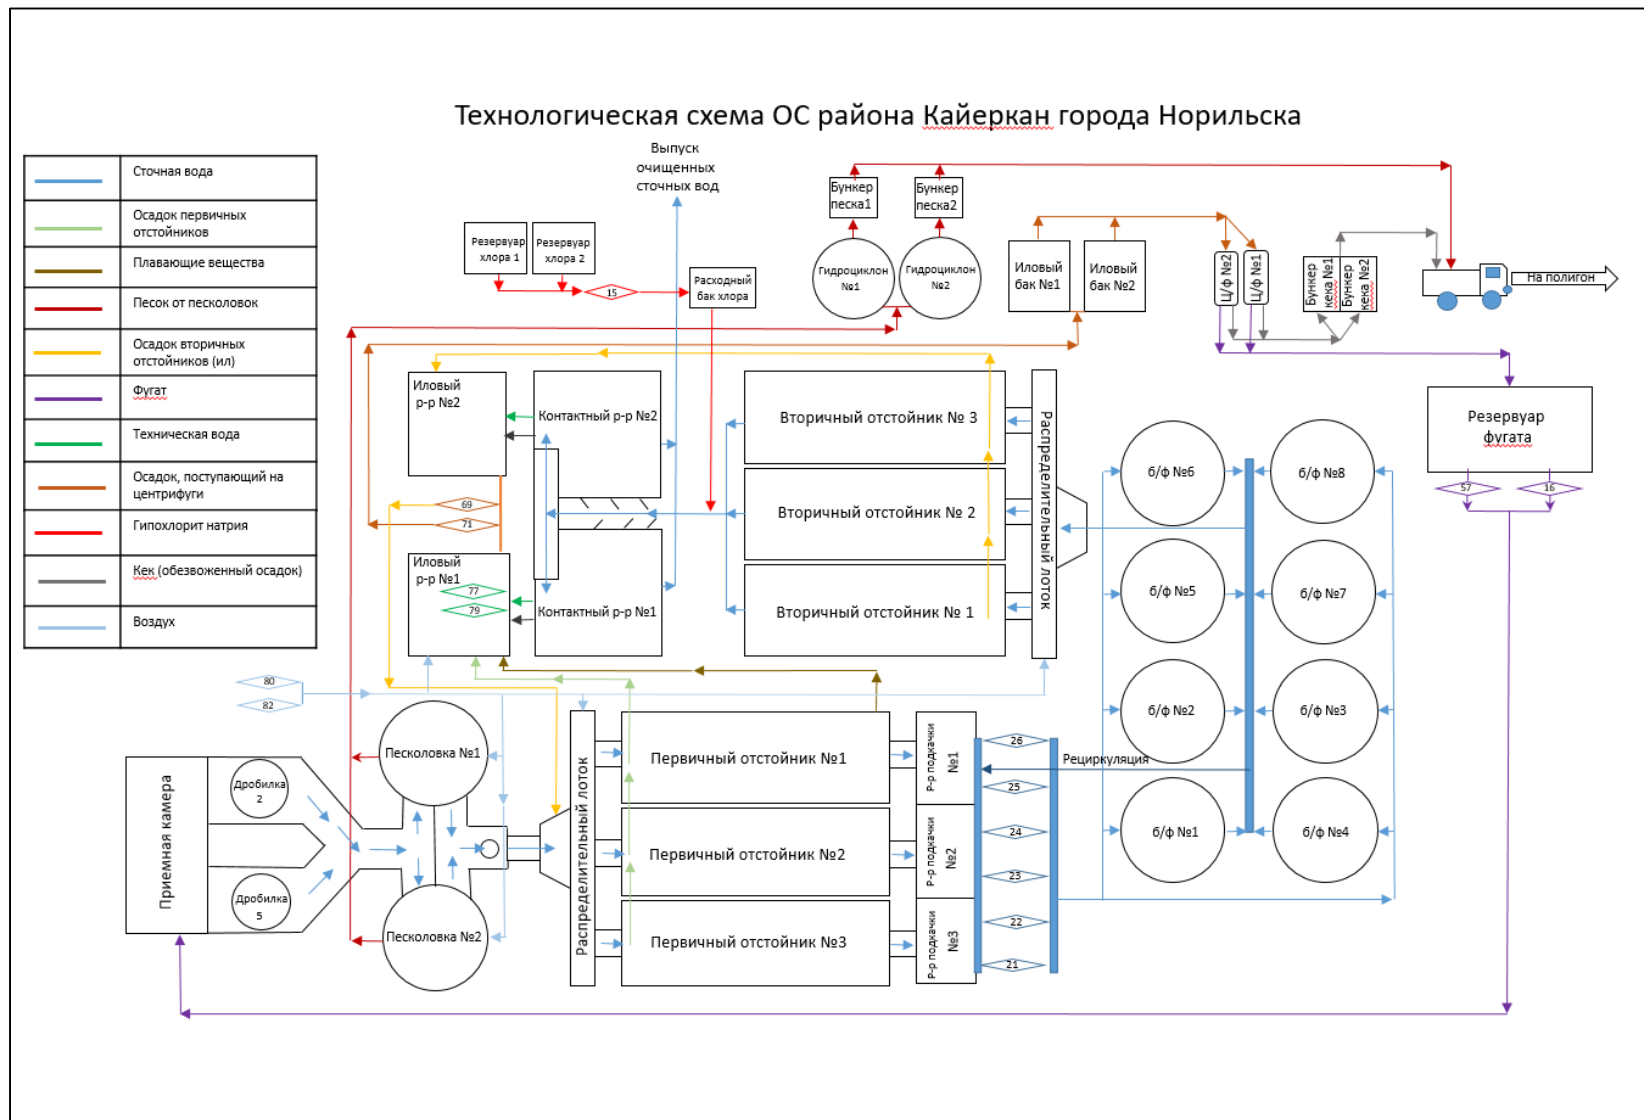 Технологическая схема ОС района Кайеркан города Норильска
Сточная вода
Осадок первичных
отстойников
Плавающие вещества
Песок от песколовок
Осадок вторичных
отстойников (ил)
Фугат
Техническая вода
Осадок, поступающий на
центрифуги
Гипохлорит натрия
Кек (обезвоженный осадок)
Воздух
Выпуск
очищенных
сточных вод
Резервуар
хлора 1
Резервуар
хлора 2
15
Расходный
бак хлора
Бункер
песка1
Бункер
песка2
Гидроциклон
№1
Гидроциклон
№2
Иловый
бак №1
Иловый
бак №2
Ц/ф №2
Ц/ф №1
Бункер
кека №1
Бункер
кека №2
На полигон
Резервуар
фугата
57
16
Иловый
р-р №2
Контактный р-р №2
69
71
Иловый
р-р №1
77
79
Контактный р-р №1
Вторичный отстойник № 3
Вторичный отстойник № 2
Вторичный отстойник № 1
Распределительный лоток
б/ф №6
б/ф №8
б/ф №5
б/ф №7
б/ф №2
б/ф №3
б/ф №1
б/ф №4
80
82
Приемная камера
Дробилка
2
Дробилка
5
Песколовка №1
Песколовка №2
Распределительный лоток
Первичный отстойник №1
Первичный отстойник №2
Первичный отстойник №3
Р-р подкачки
№1
Р-р подкачки
№2
Р-р подкачки
№3
26
25
24
23
22
21
Рециркуляция